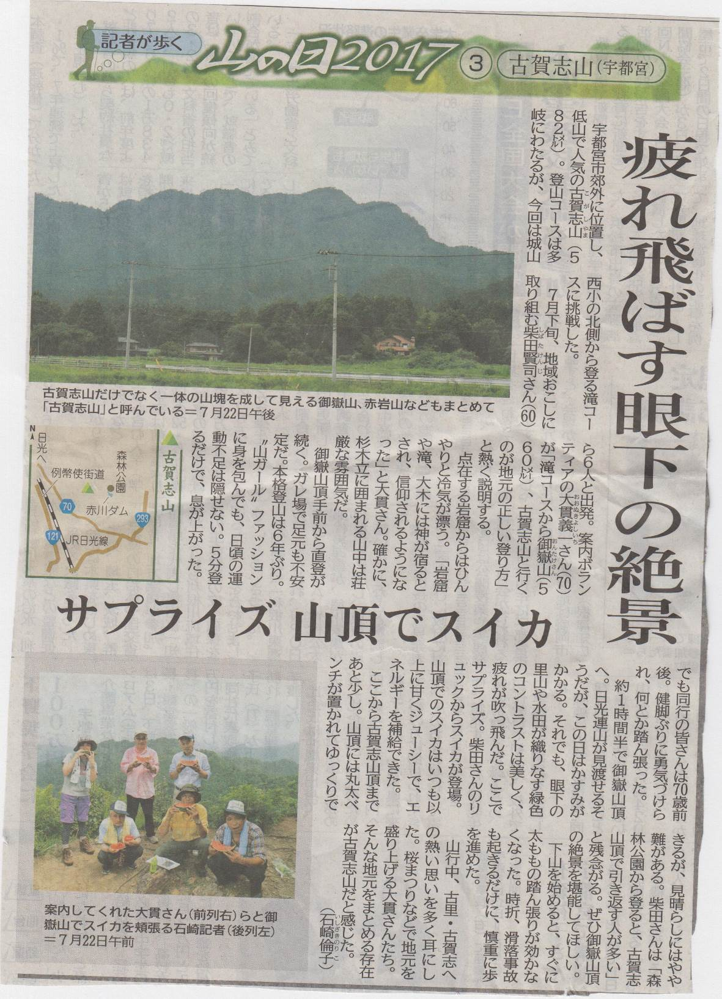 記者が歩く
山の日2017
③
古賀志山(宇都宮)
疲れ飛ばす眼下の絶景
宇都宮市郊外に位置し、
低山で人気の古賀志山(5
こがしやま
82㍍)。登山コースは多
岐にわたるが、今回は城山
西小の北側から登る滝コー
スに挑戦した。
7月下旬、地域おこしに
取り組む柴田賢司さん(60)
しばたけんじ
ら6人と出発。案内ボラン
ティアの大貫義一さん(70)
おおぬきよしいち
が「滝コースから御嶽山(5
おんたけさん
60㍍)、古賀志山と行く
のが地元の正しい登り方」
と熱く説明する。
点在する岩窟からはひん
やりと冷気が漂う。「岩窟
や滝、大木には神が宿ると
され、信仰されるようにな
った」と大貫さん。確かに、
杉木立に囲まれる山中は荘
厳な雰囲気だ。
御嶽山頂手前から直登が
続く。ガレ場で足元も不安
定だ。本格登山は6年ぶり。
〝山ガール〟ファッション
に身を包んでも、日頃の運
動不足は隠せない。5分登
るだけで、息が上がった。
古賀志山だけでなく一体の山塊を成して見える御嶽山、赤岩山などもまとめて
「古賀志山」と呼んでいる=7月22日午後
古賀志山
N
日光へ
例幣使街道
森林公園
赤川ダム
70
293
121
JR日光線
サプライズ 山頂でスイカ
でも同行の皆さんは70歳前
後。健脚ぶりに勇気づけら
れ、何とか踏ん張った。
約1時間半で御嶽山頂
へ。日光連山が見渡せるそ
うだが、この日はかすみが
かかる。それでも、眼下の
里山や水田が織りなす緑色
のコントラストは美しく、
疲れが吹っ飛んだ。ここで
サプライズ。柴田さんのリ
ュックからスイカが登場。
山頂でのスイカはいつも以
上に甘くジューシーで、エ
ネルギーを補給できた。
ここから古賀志山頂まで
あと少し。山頂には丸太ベ
ンチが置かれてゆっくりで
きるが、見晴らしにはやや
難がある。柴田さんは「森
林公園から登ると、古賀志
山頂で引き返す人が多い」
と残念がる。ぜひ御嶽山頂
の絶景を堪能してほしい。
下山を始めると、すぐに
太ももの踏ん張りが効かな
くなった。時折、滑落事故
も起きるだけに、慎重に歩
を進めた。
山行中、古里・古賀志へ
の熱い思いを多く耳にし
た。桜まつりなどで地元を
盛り上げる大貫さんたち。
そんな地元をまとめる存在
が古賀志山だと感じた。
(石崎倫子)
いしざきのりこ
案内してくれた大貫さん(前列右)らと御
嶽山でスイカを頬張る石崎記者(後列左)
=7月22日午前